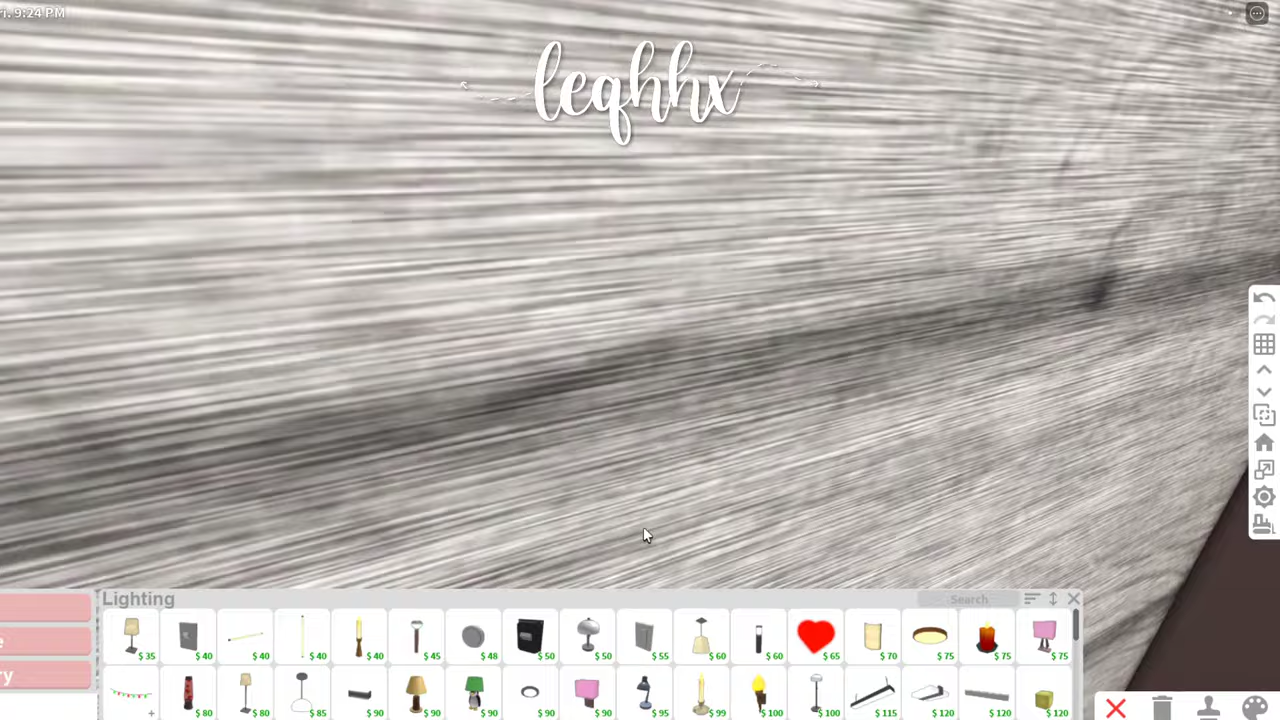 ri. 9:24 PM
leqhhx
Lighting
Search
e
ry
$ 35 $ 40 $ 40 $ 40 $ 40 $ 45 $ 48 $ 50 $ 50 $ 55 $ 60 $ 60 $ 65 $ 70 $ 75 $ 75 $ 75
+ $ 80 $ 80 $ 85 $ 90 $ 90 $ 90 $ 90 $ 90 $ 95 $ 99 $ 100 $ 100 $ 115 $ 120 $ 120 $ 120